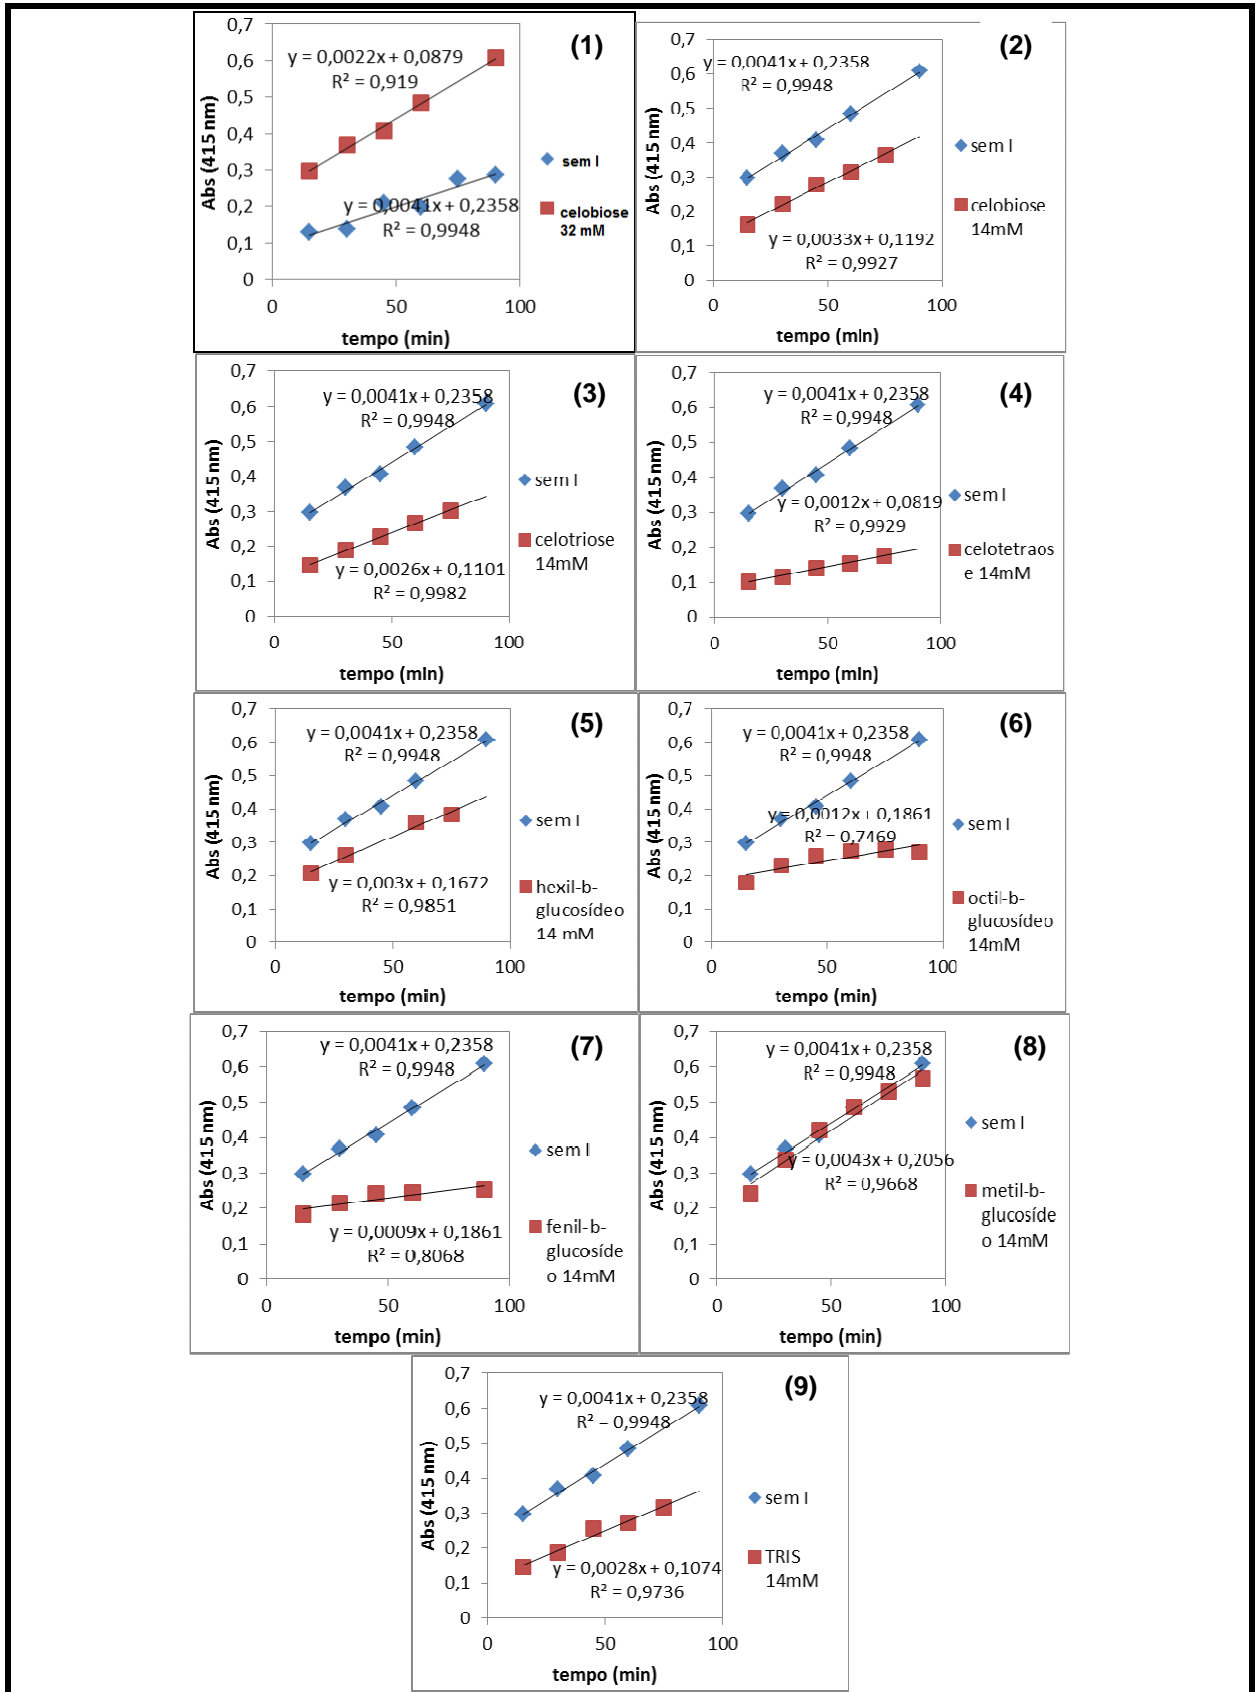 (1)
0,7
0,6
0,5
0,4
0,3
0,2
0,1
0
Abs (415 nm)
y = 0,0022x + 0,0879
R² = 0,919
y = 0,0041x + 0,2358
R² = 0,9948
sem I
celobiose
32 mM
0
50
100
tempo (min)
(2)
0,7
0,6
0,5
0,4
0,3
0,2
0,1
0
Abs (415 nm)
y = 0,0041x + 0,2358
R² = 0,9948
y = 0,0033x + 0,1192
R² = 0,9927
sem I
celobiose
14mM
0
50
100
tempo (min)
(3)
0,7
0,6
0,5
0,4
0,3
0,2
0,1
0
Abs (415 nm)
y = 0,0041x + 0,2358
R² = 0,9948
y = 0,0026x + 0,1101
R² = 0,9982
sem I
celotriose
14mM
0
50
100
tempo (min)
(4)
0,7
0,6
0,5
0,4
0,3
0,2
0,1
0
Abs (415 nm)
y = 0,0041x + 0,2358
R² = 0,9948
y = 0,0012x + 0,0819
R² = 0,9929
sem I
celotetraos
e 14mM
0
50
100
tempo (min)
(5)
0,7
0,6
0,5
0,4
0,3
0,2
0,1
0
Abs (415 nm)
y = 0,0041x + 0,2358
R² = 0,9948
y = 0,003x + 0,1672
R² = 0,9851
sem I
hexil-b-
glucosídeo
14 mM
0
50
100
tempo (min)
(6)
0,7
0,6
0,5
0,4
0,3
0,2
0,1
0
Abs (415 nm)
y = 0,0041x + 0,2358
R² = 0,9948
y = 0,0012x + 0,1861
R² = 0,7469
sem I
octil-b-
glucosídeo
14mM
0
50
100
tempo (min)
(7)
0,7
0,6
0,5
0,4
0,3
0,2
0,1
0
Abs (415 nm)
y = 0,0041x + 0,2358
R² = 0,9948
y = 0,0009x + 0,1861
R² = 0,8068
sem I
fenil-b-
glucosíde
o 14mM
0
50
100
tempo (min)
(8)
0,7
0,6
0,5
0,4
0,3
0,2
0,1
0
Abs (415 nm)
y = 0,0041x + 0,2358
R² = 0,9948
y = 0,0043x + 0,2056
R² = 0,9668
sem I
metil-b-
glucosíde
o 14mM
0
50
100
tempo (min)
(9)
0,7
0,6
0,5
0,4
0,3
0,2
0,1
0
Abs (415 nm)
y = 0,0041x + 0,2358
R² = 0,9948
y = 0,0028x + 0,1074
R² = 0,9736
sem I
TRIS
14mM
0
50
100
tempo (min)